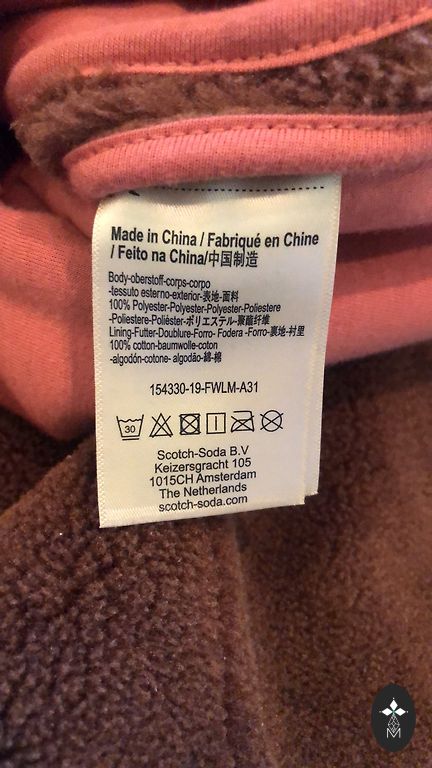 Made in China / Fabriqué en Chine
/ Feito na China/中国制造
Body-oberstoff-corps-corpo
-tessuto esterno-exterior-表地-面料
100% Polyester-Polyester-Polyester-Poliestere
-Poliestere-Poliéster-ポリエステル-聚酯纤维
Lining-Futter-Doublure-Forro- Fodera -Forro-裏地-衬里
100% cotton-baumwolle-coton
-algodón-cotone- algodão-綿-棉
154330-19-FWLM-A31
30
Scotch-Soda B.V
Keizersgracht 105
1015CH Amsterdam
The Netherlands
scotch-soda.com
M